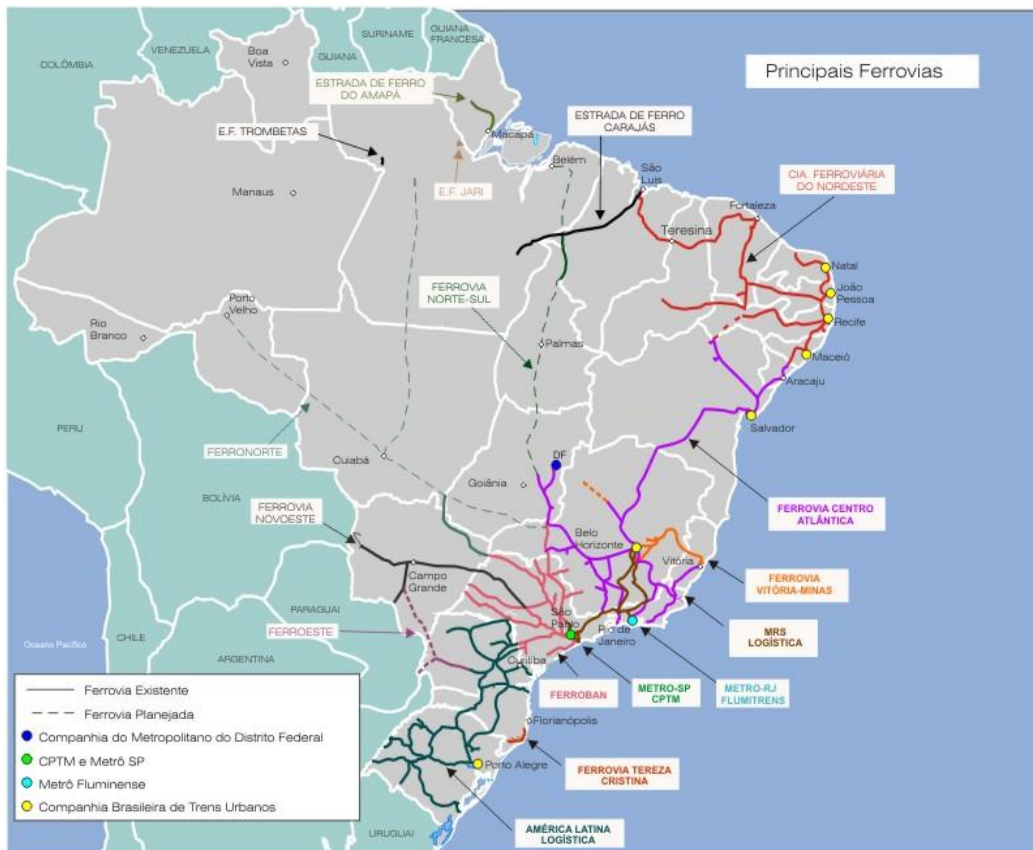 Principais Ferrovias
COLÔMBIA
VENEZUELA
GUIANA
SURINAME
GUIANA
FRANCESA
Boa
Vista
ESTRADA DE FERRO
DO AMAPÁ
E.F. TROMBETAS
Macapá
E.F. JARI
Manaus
Belém
ESTRADA DE FERRO
CARAJÁS
São
Luis
CIA. FERROVIÁRIA
DO NORDESTE
Fortaleza
Teresina
Natal
João
Pessoa
Recife
Maceió
Aracaju
Salvador
FERROVIA
NORTE-SUL
Palmas
Porto
Velho
Rio
Branco
PERU
FERRONORTE
Cuiabá
BOLÍVIA
DF
Goiânia
FERROVIA
NOVOESTE
Campo
Grande
Belo
Horizonte
Vitória
FERROVIA CENTRO
ATLÂNTICA
FERROVIA
VITÓRIA-MINAS
MRS
LOGÍSTICA
PARAGUAI
FERROESTE
São
Paulo
Rio de
Janeiro
CHILE
ARGENTINA
Oceano Pacífico
Curitiba
FERROBAN
METRO-SP
CPTM
METRO-RJ
FLUMITRENS
Florianópolis
FERROVIA TEREZA
CRISTINA
Porto Alegre
AMÉRICA LATINA
LOGÍSTICA
URUGUAI
Ferrovia Existente
Ferrovia Planejada
Companhia do Metropolitano do Distrito Federal
CPTM e Metrô SP
Metrô Fluminense
Companhia Brasileira de Trens Urbanos